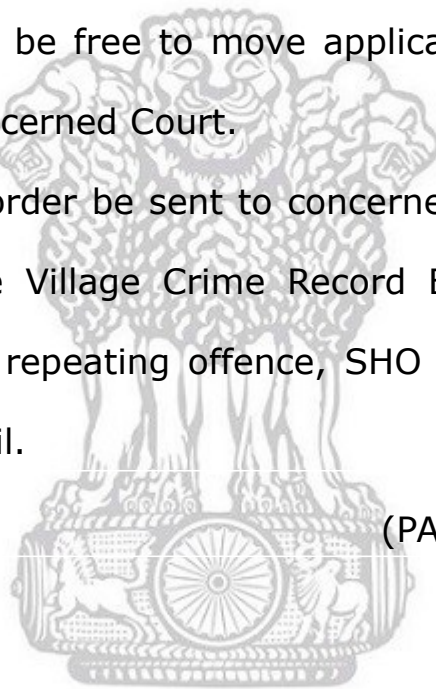 be free to move applica
cerned Court.
order be sent to concerne
Village Crime Record
repeating offence, SHO
il.
(PA